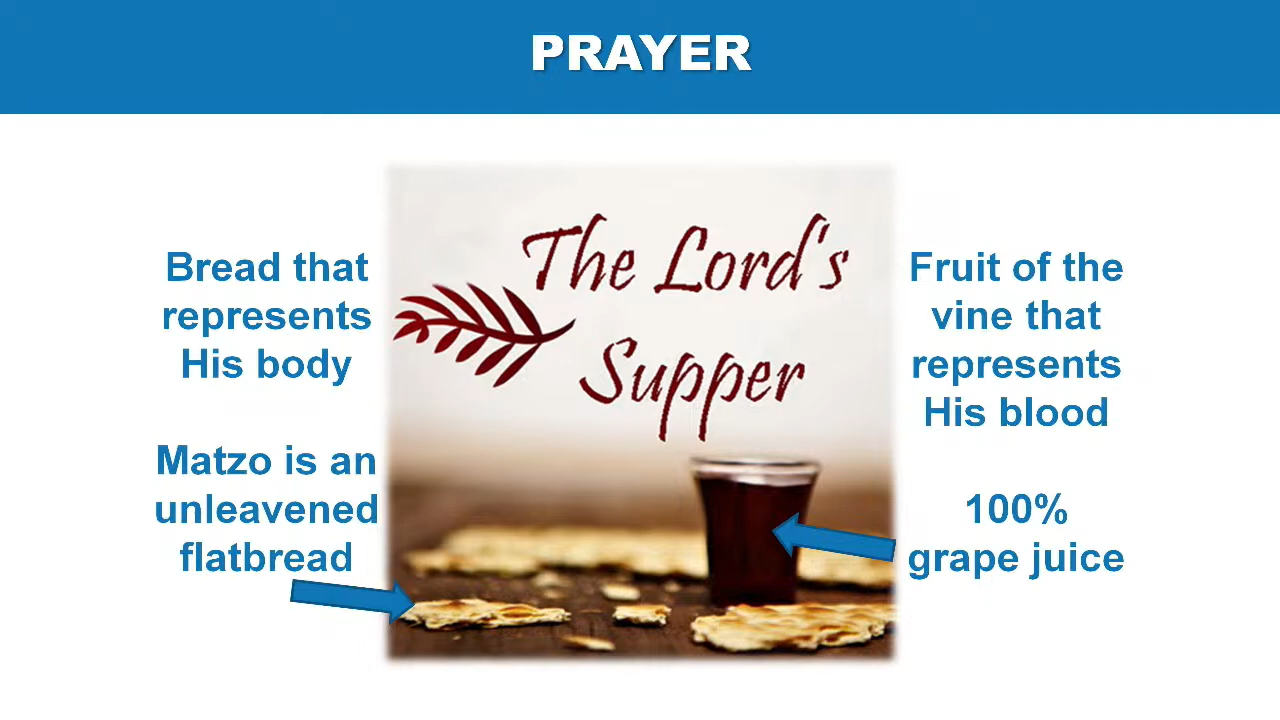 PRAYER
Bread that
represents
His body
Matzo is an
unleavened
flatbread
The Lord's
Supper
Fruit of the
vine that
represents
His blood
100%
grape juice